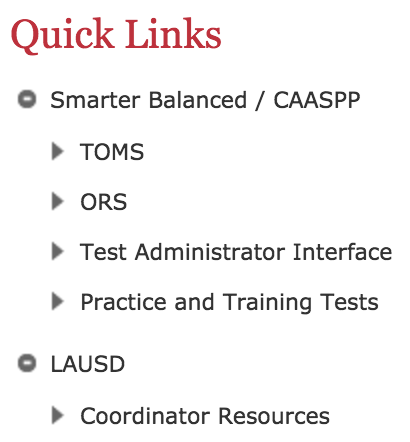 Quick Links
Smarter Balanced / CAASPP
TOMS
ORS
Test Administrator Interface
Practice and Training Tests
LAUSD
Coordinator Resources